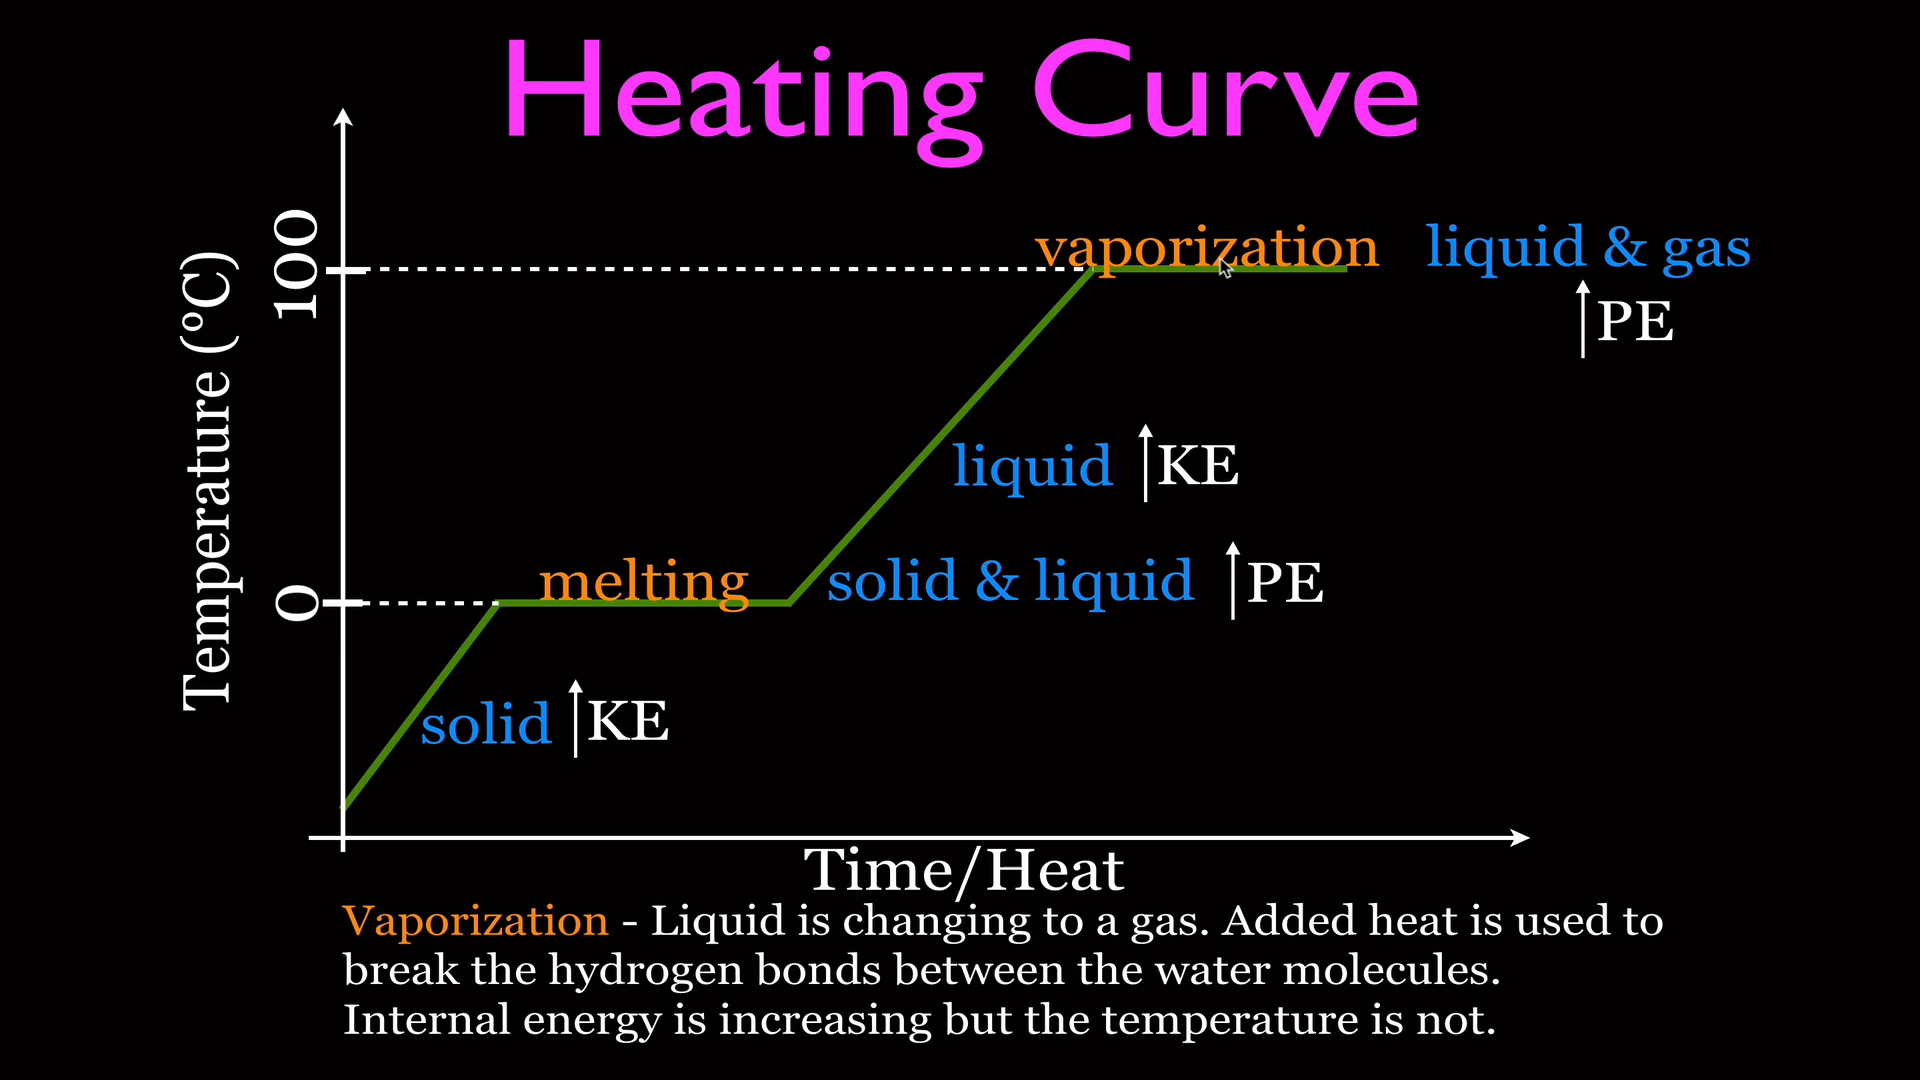 Heating Curve
Temperature (°C)
100
0
vaporization
liquid & gas
PE
liquid
KE
melting
solid & liquid
PE
solid
KE
Time/Heat
Vaporization - Liquid is changing to a gas. Added heat is used to
break the hydrogen bonds between the water molecules.
Internal energy is increasing but the temperature is not.